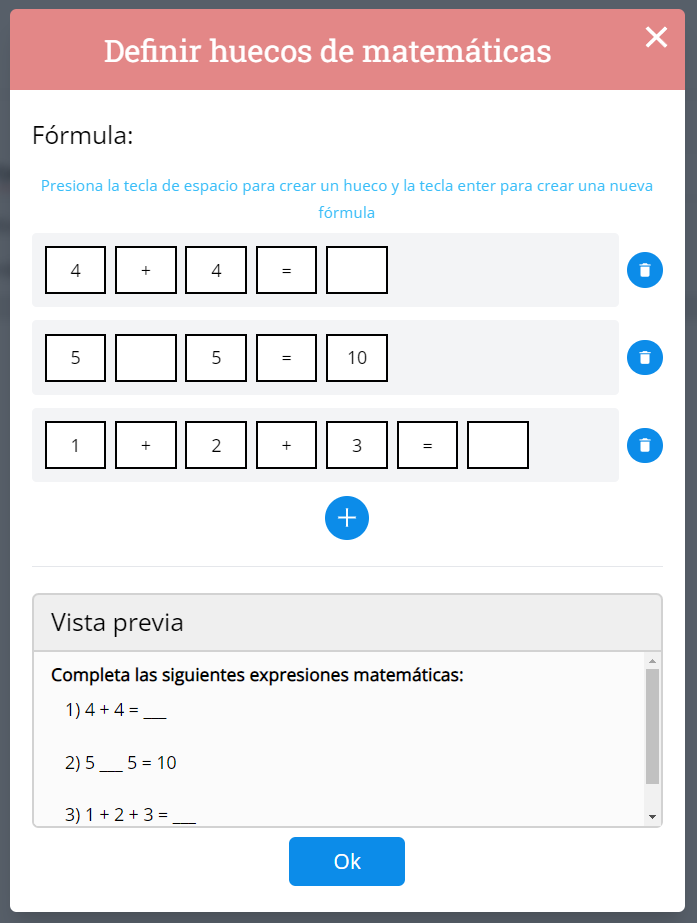 Definir huecos de matemáticas
Fórmula:
Presiona la tecla de espacio para crear un hueco y la tecla enter para crear una nueva
fórmula
4 + 4 =
5 5 = 10
1 + 2 + 3 =
Vista previa
Completa las siguientes expresiones matemáticas:
1) 4 + 4 = ___
2) 5 ___ 5 = 10
3) 1 + 2 + 3 = ___
Ok